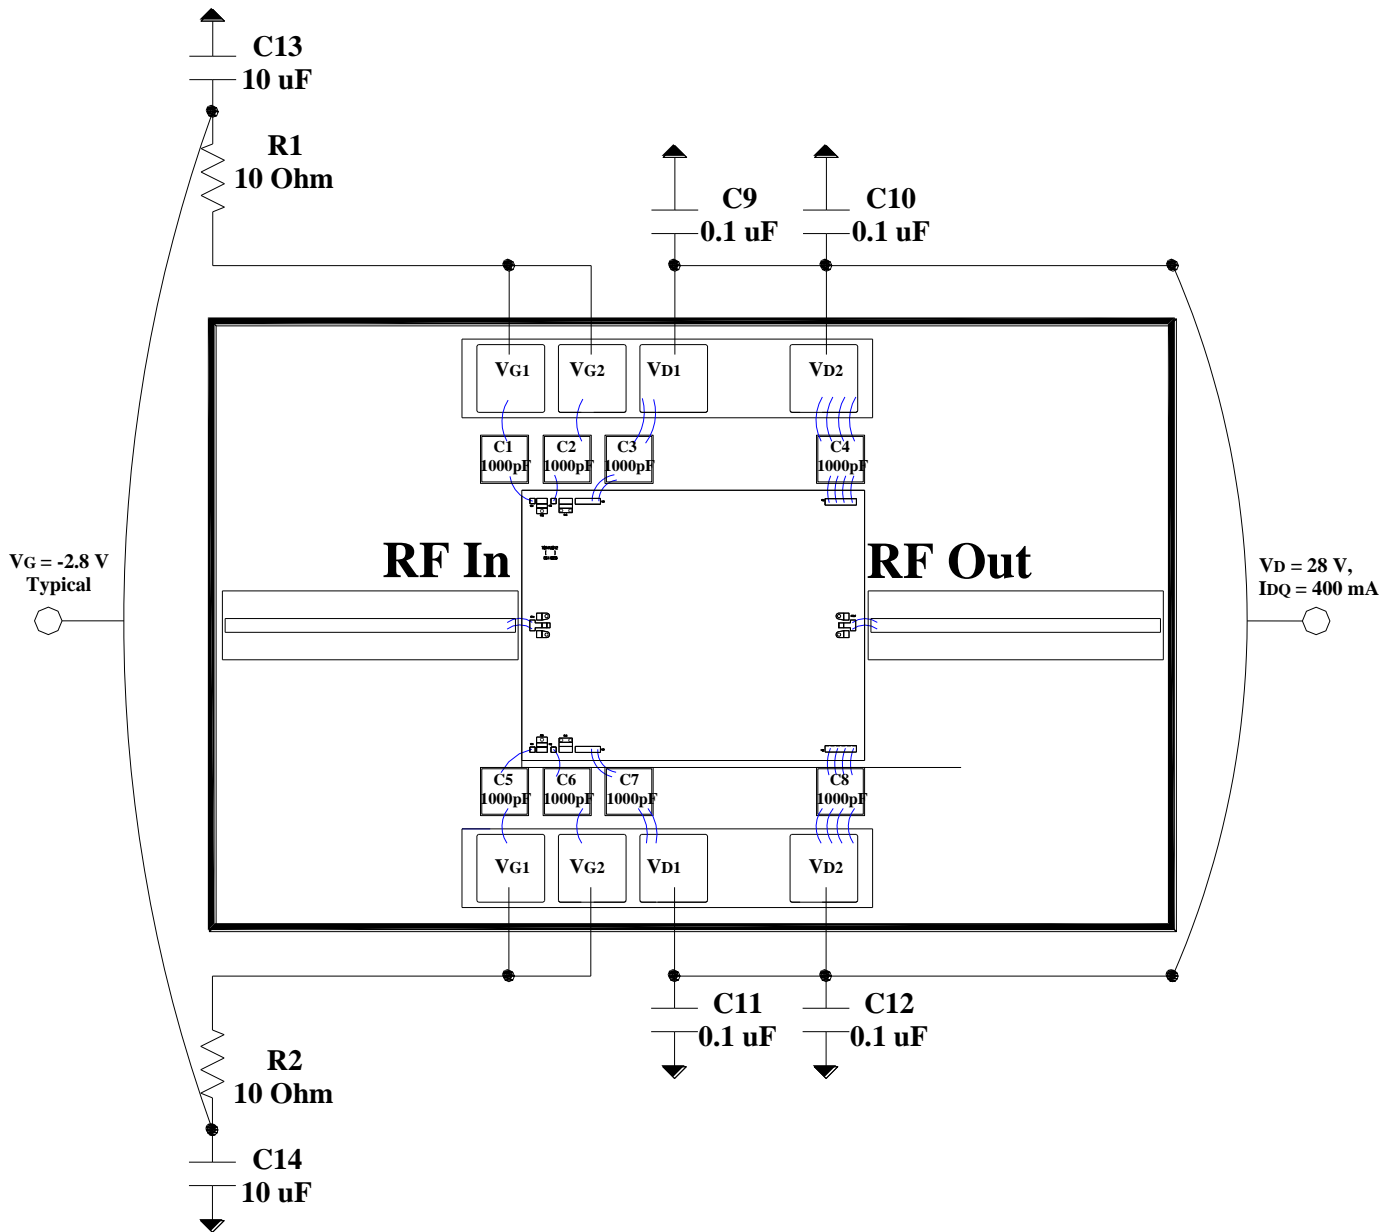 C13
10 uF
R1
10 Ohm
C9
0.1 uF
C10
0.1 uF
VG1
VG2
VD1
VD2
C1
1000pF
C2
1000pF
C3
1000pF
C4
1000pF
RF In
RF Out
VG = -2.8 V
Typical
VD = 28 V,
IDQ = 400 mA
C5
1000pF
C6
1000pF
C7
1000pF
C8
1000pF
VG1
VG2
VD1
VD2
C11
0.1 uF
C12
0.1 uF
R2
10 Ohm
C14
10 uF